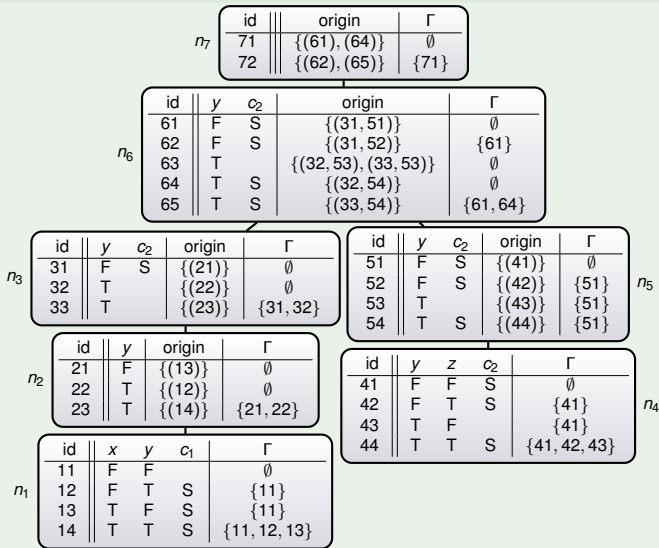 id origin Γ
n7 71 {(61), (64)} ∅
72 {(62), (65)} {71}
id y c2 origin Γ
61 F S {(31, 51)} ∅
62 F S {(31, 52)} {61}
n6 63 T {(32, 53), (33, 53)} ∅
64 T S {(32, 54)} ∅
65 T S {(33, 54)} {61, 64}
id y c2 origin Γ
n3 31 F S {(21)} ∅
32 T {(22)} ∅
33 T {(23)} {31, 32}
id y c2 origin Γ
51 F S {(41)} ∅
52 F S {(42)} {51} n5
53 T {(43)} {51}
54 T S {(44)} {51}
id y origin Γ
n2 21 F {(13)} ∅
22 T {(12)} ∅
23 T {(14)} {21, 22}
id y z c2 Γ
41 F F S ∅
42 F T S {41} n4
43 T F {41}
44 T T S {41, 42, 43}
id x y c1 Γ
11 F F ∅
n1 12 F T S {11}
13 T F S {11}
14 T T S {11, 12, 13}